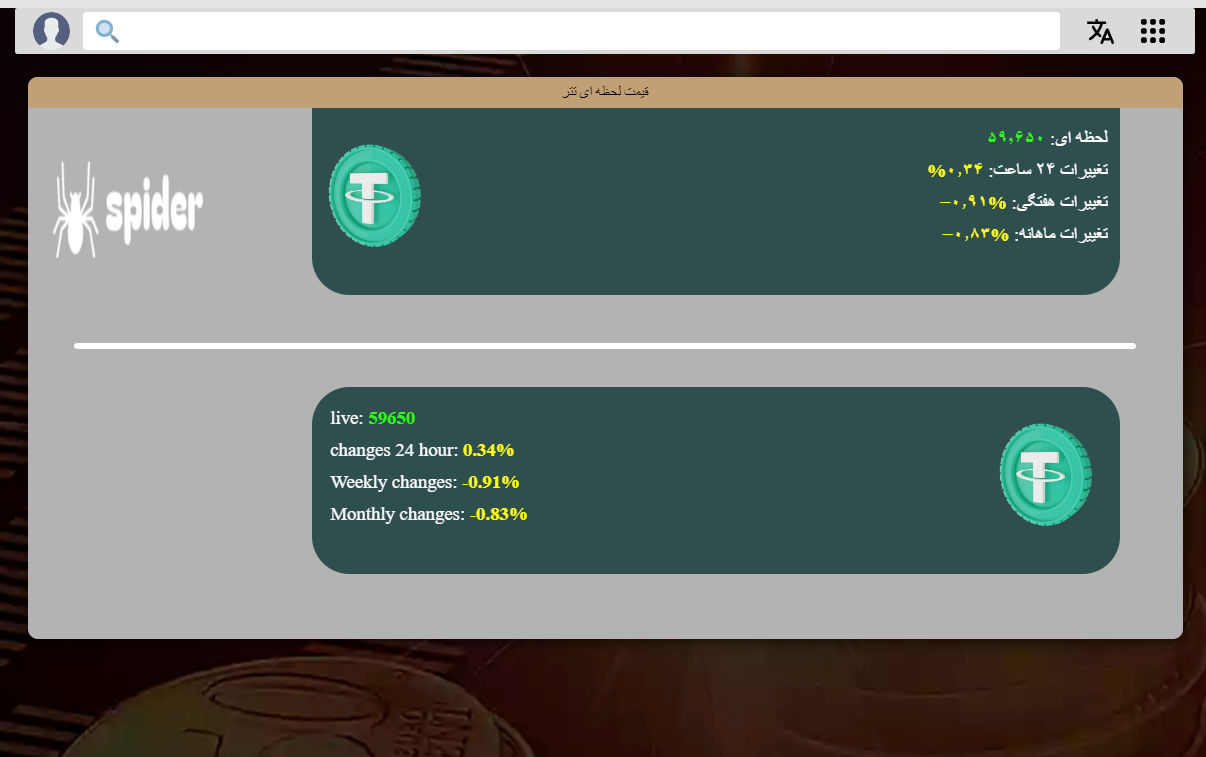 قیمت لحظه ای تتر
لحظه ای: ۵۹,۶۵۰
تغییرات ۲۴ ساعت: ۰,۳۴%
تغییرات هفتگی: %۰,۹۱−
تغییرات ماهانه: %۰,۸۳−
spider
live: 59650
changes 24 hour: 0.34%
Weekly changes: -0.91%
Monthly changes: -0.83%